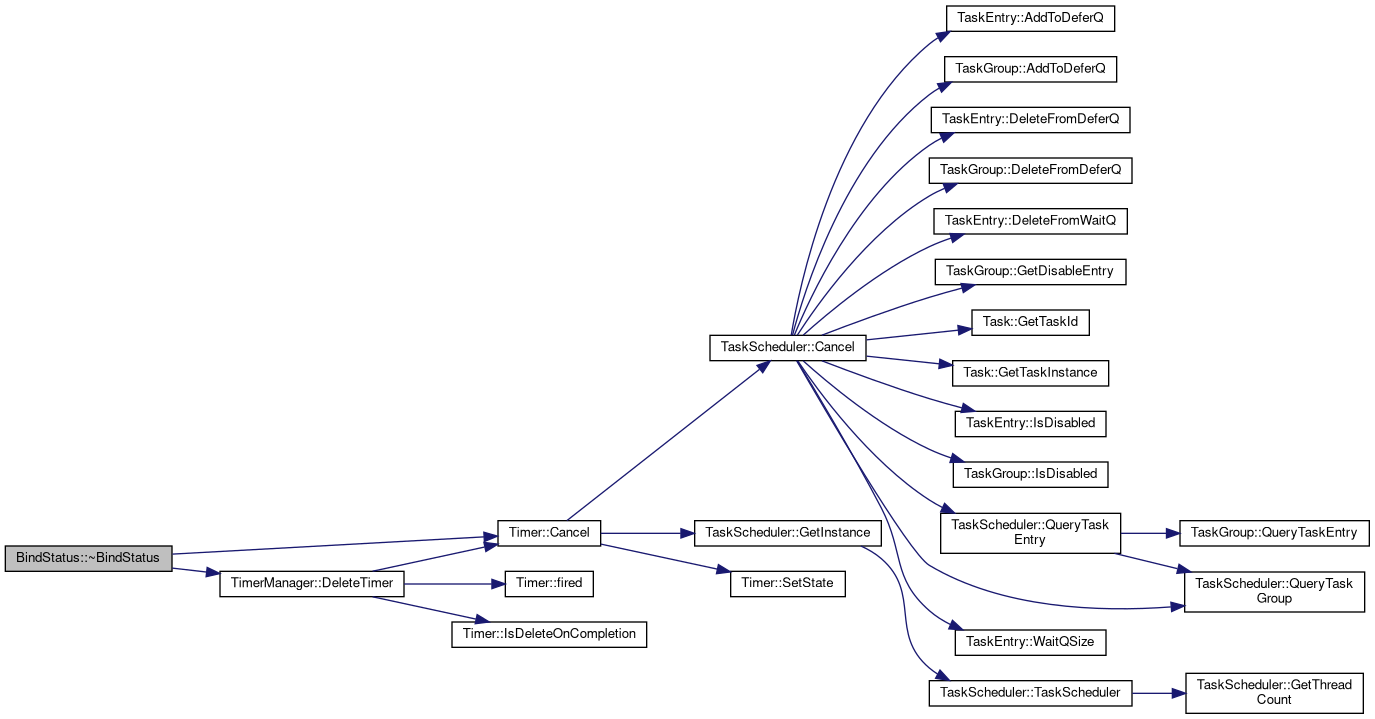 TaskEntry::AddToDeferQ
TaskGroup::AddToDeferQ
TaskEntry::DeleteFromDeferQ
TaskGroup::DeleteFromDeferQ
TaskEntry::DeleteFromWaitQ
TaskGroup::GetDisableEntry
Task::GetTaskId
TaskScheduler::Cancel
Task::GetTaskInstance
TaskEntry::IsDisabled
TaskGroup::IsDisabled
TaskScheduler::QueryTask
Entry
TaskGroup::QueryTaskEntry
Timer::Cancel
TaskScheduler::GetInstance
BindStatus::~BindStatus
TimerManager::DeleteTimer
Timer::fired
Timer::SetState
TaskScheduler::QueryTask
Group
Timer::IsDeleteOnCompletion
TaskEntry::WaitQSize
TaskScheduler::TaskScheduler
TaskScheduler::GetThread
Count